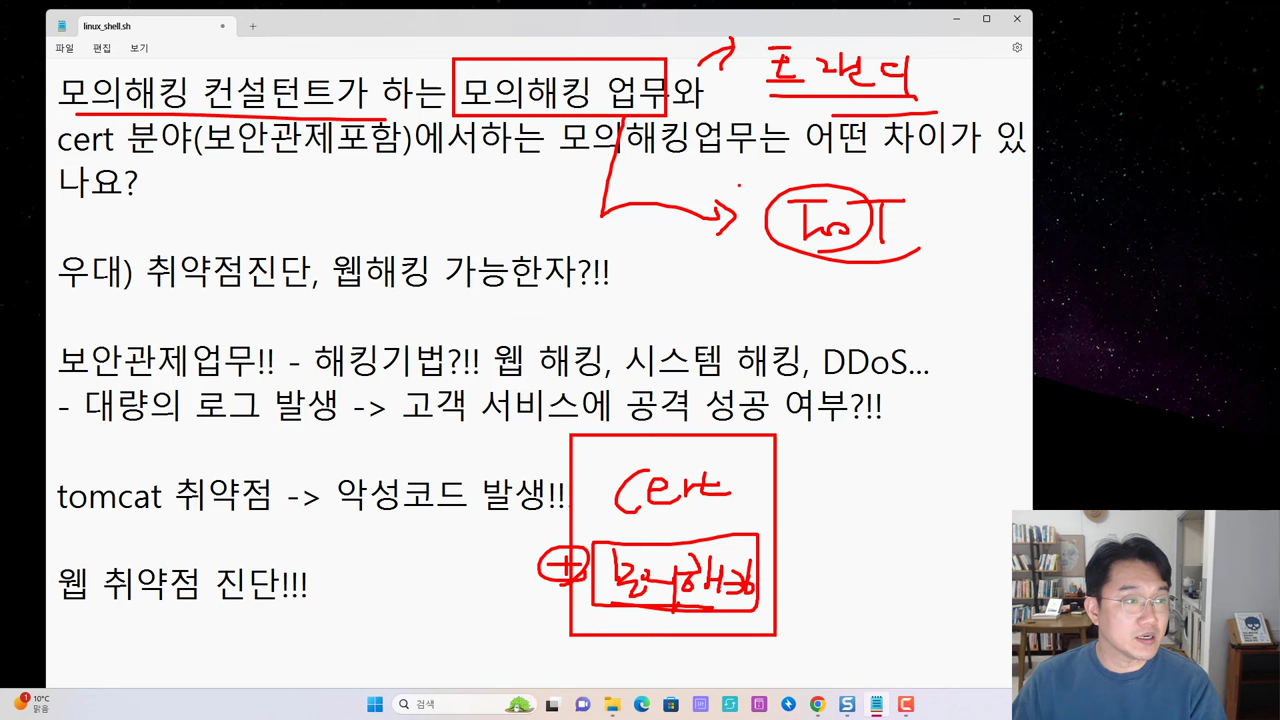 linux_shell.sh
파일 편집 보기
모의해킹 컨설턴트가 하는 모의해킹 업무와
cert 분야(보안관제포함)에서하는 모의해킹업무는 어떤 차이가 있
나요?
우대) 취약점진단, 웹해킹 가능한자?!!
보안관제업무!! - 해킹기법?!! 웹 해킹, 시스템 해킹, DDoS...
- 대량의 로그 발생 -> 고객 서비스에 공격 성공 여부?!!
tomcat 취약점 -> 악성코드 발생!!
cert
모의해킹
웹 취약점 진단!!!
1
10°C
맑음
검색